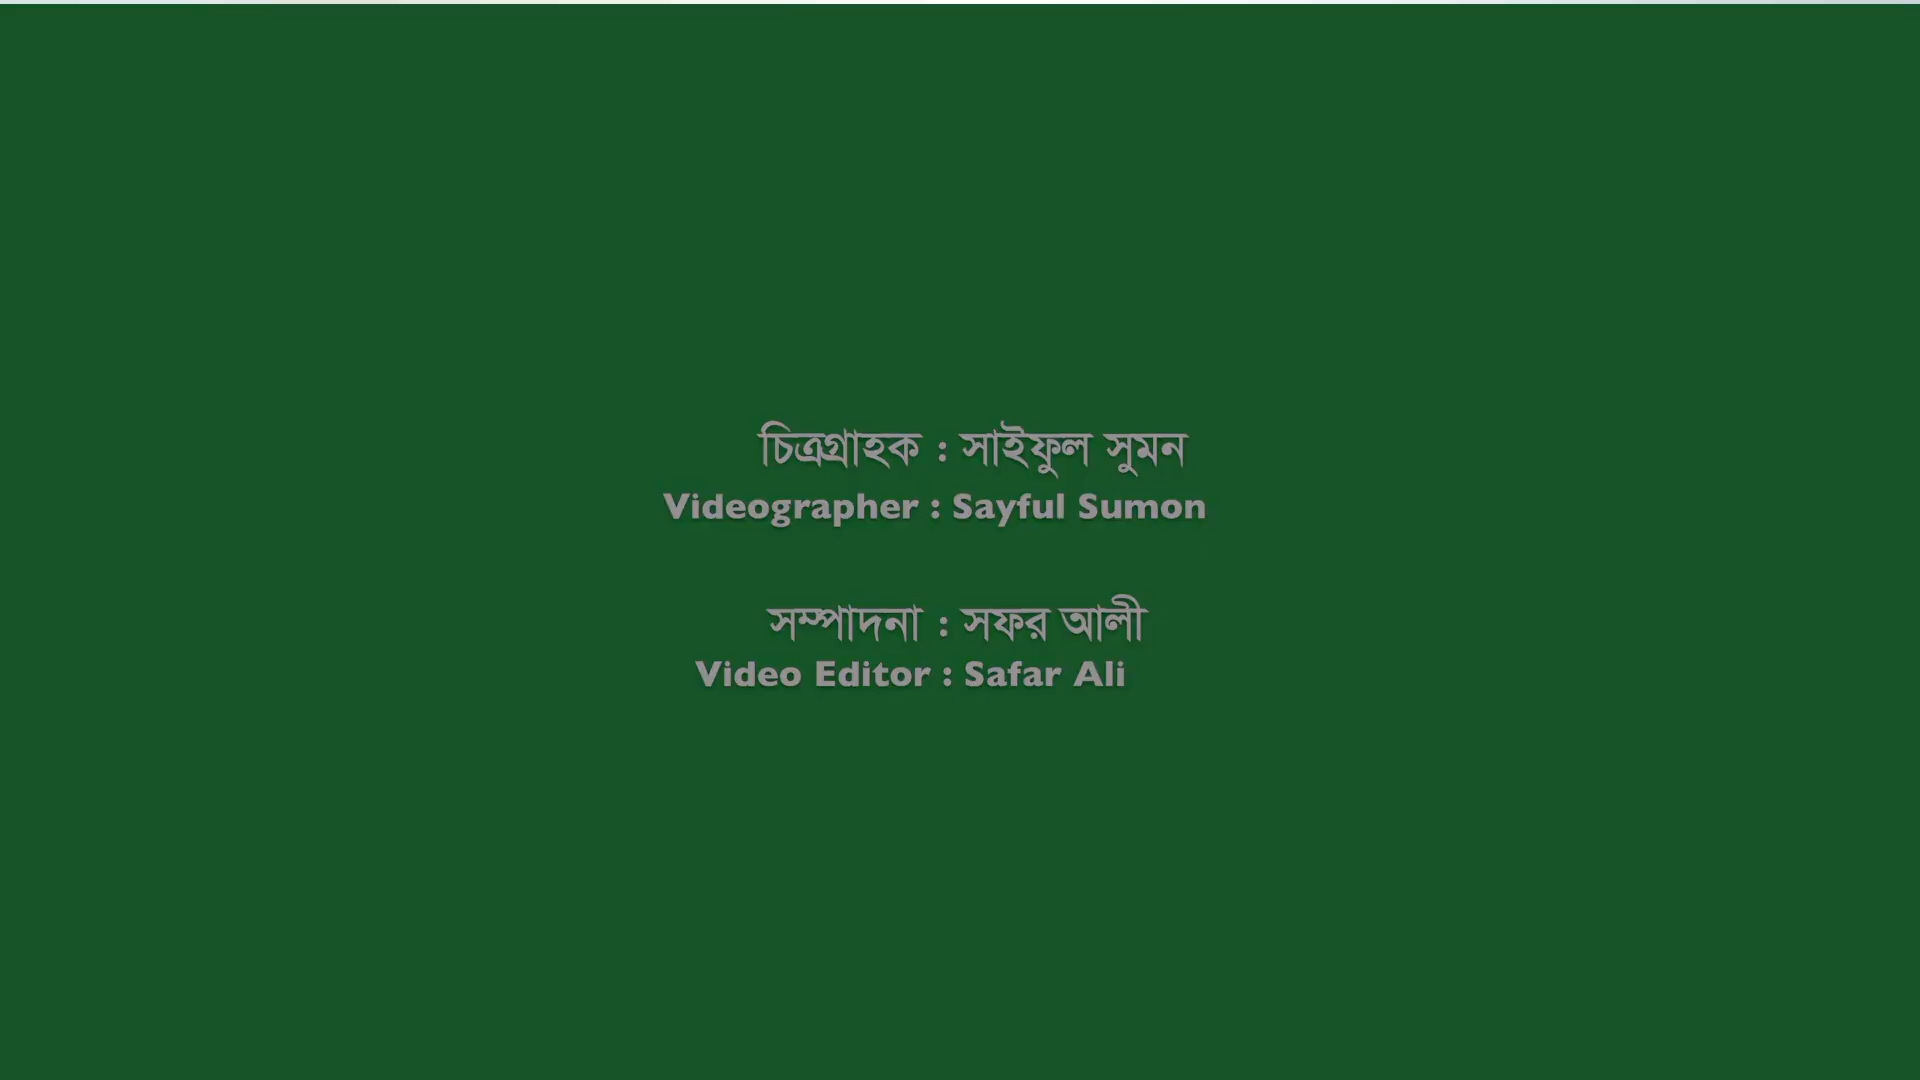 চিত্রগ্রাহক : সাইফুল সুমন
Videographer : Sayful Sumon
সম্পাদনা : সফর আলী
Video Editor : Safar Ali